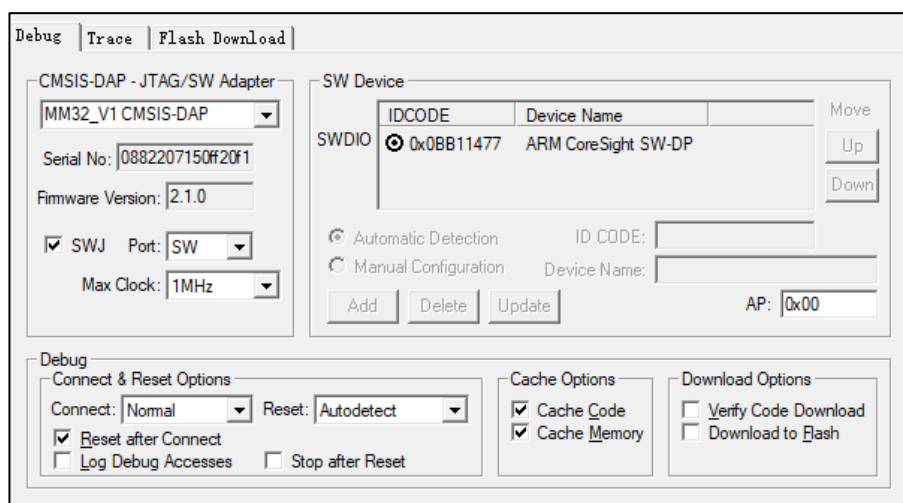 Debug Trace Flash Download
CMSIS-DAP - JTAG/SW Adapter
MM32_V1 CMSIS-DAP
Serial No: 0882207150ff20f1
Firmware Version: 2.1.0
SWJ Port: SW
Max Clock: 1MHz
SW Device
IDCODE Device Name
SWDIO 0x0BB11477 ARM CoreSight SW-DP
Move
Up
Down
Automatic Detection ID CODE:
Manual Configuration Device Name:
Add Delete Update AP: 0x00
Debug
Connect & Reset Options
Connect: Normal Reset: Autodetect
Reset after Connect
Log Debug Accesses Stop after Reset
Cache Options
Cache Code
Cache Memory
Download Options
Verify Code Download
Download to Flash